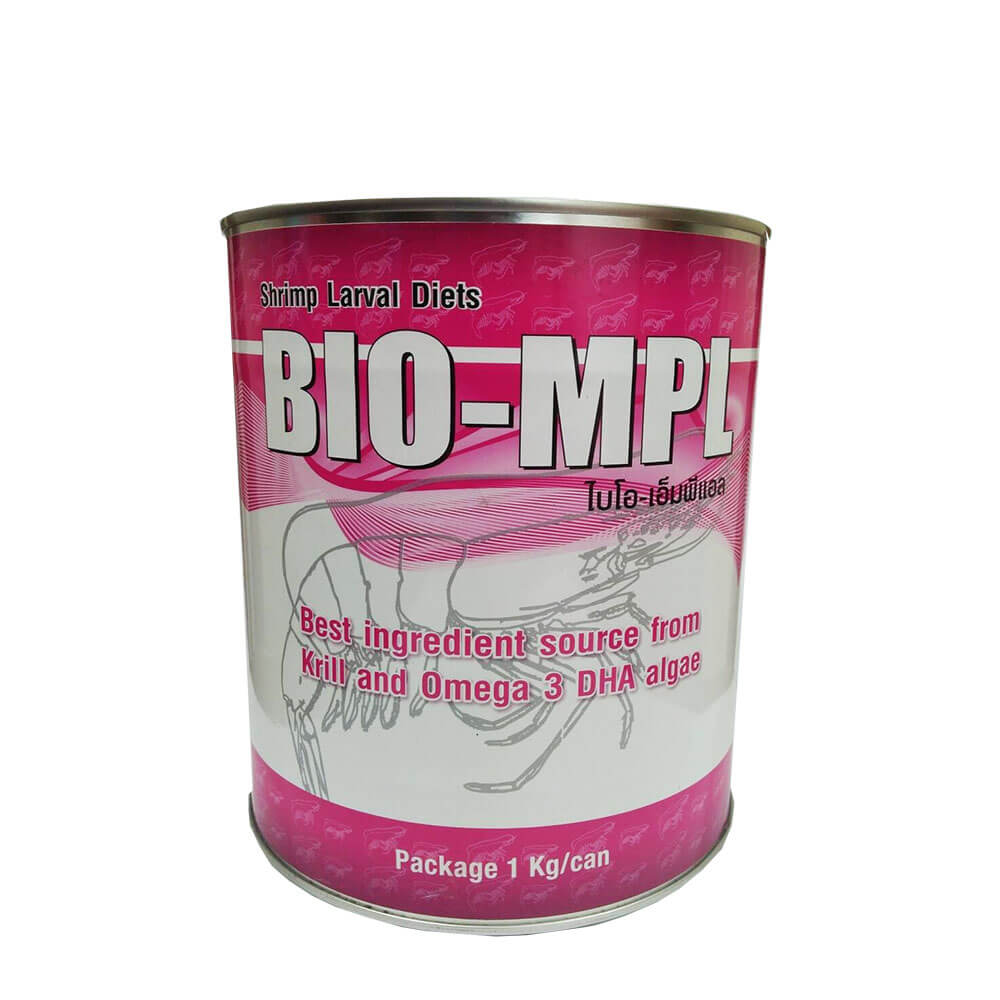 Shrimp Larval Diets
BIO-MPL
ไบโอ-เอ็มพีแอล
Best ingredient source from
Krill and Omega 3 DHA algae
Package 1 Kg/can